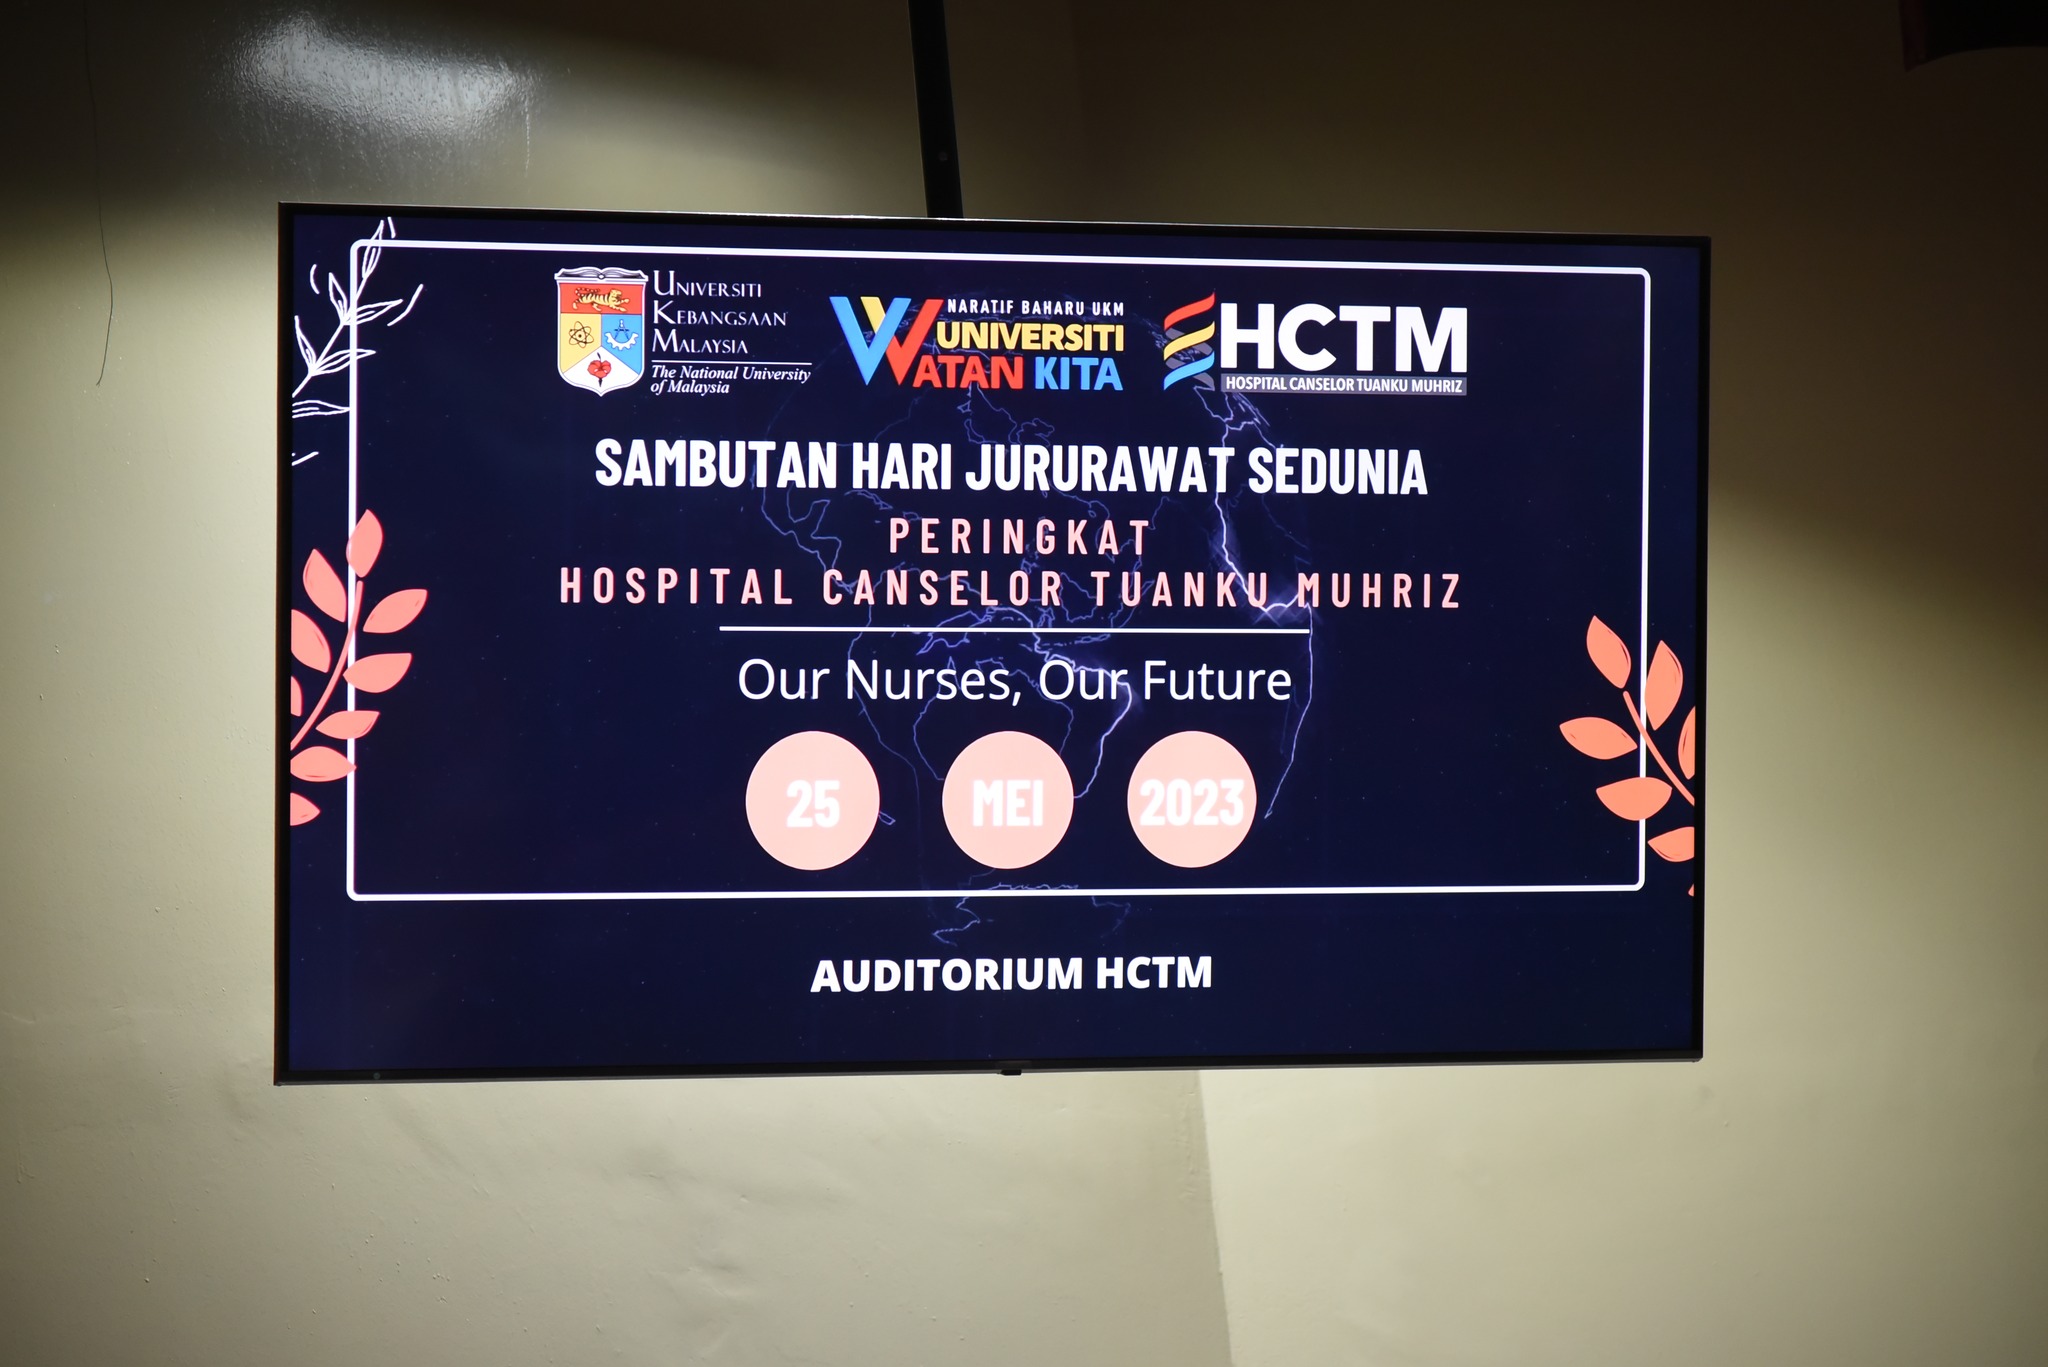 UNIVERSITI
KEBANGSAAN
MALAYSIA
The National University
of Malaysia
NARATIF BAHARU UKM
UNIVERSITI
WATAN KITA
HCTM
HOSPITAL CANSELOR TUANKU MUHRIZ
SAMBUTAN HARI JURURAWAT SEDUNIA
PERINGKAT
HOSPITAL CANSELOR TUANKU MUHRIZ
Our Nurses, Our Future
25 MEI 2023
AUDITORIUM HCTM